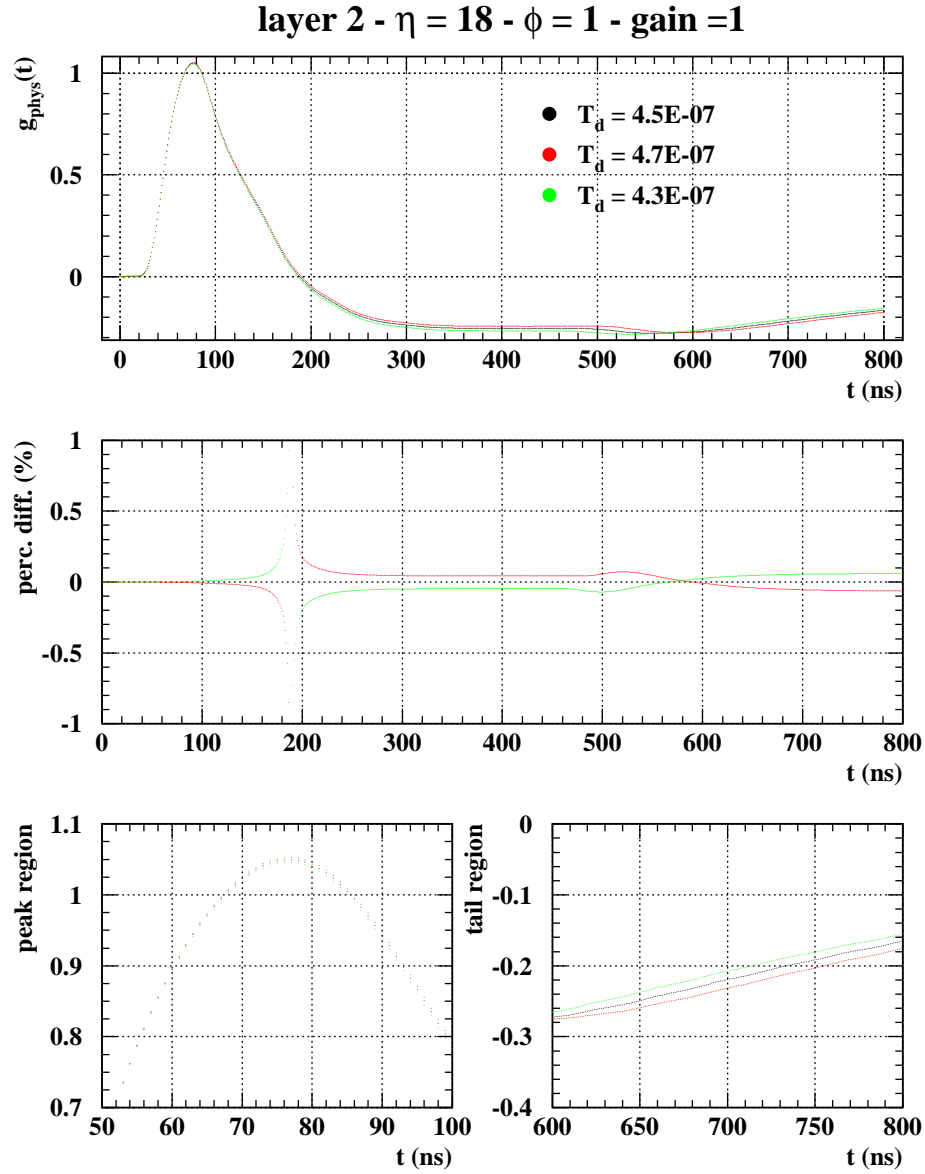 layer 2 - η = 18 - ϕ = 1 - gain =1
g_phys(t)
1
0.5
0
T_d = 4.5E-07
T_d = 4.7E-07
T_d = 4.3E-07
0 100 200 300 400 500 600 700 800
t (ns)
perc. diff. (%)
1
0.5
0
-0.5
-1
0 100 200 300 400 500 600 700 800
t (ns)
peak region
1.1
1
0.9
0.8
0.7
50 60 70 80 90 100
t (ns)
tail region
0
-0.1
-0.2
-0.3
-0.4
600 650 700 750 800
t (ns)